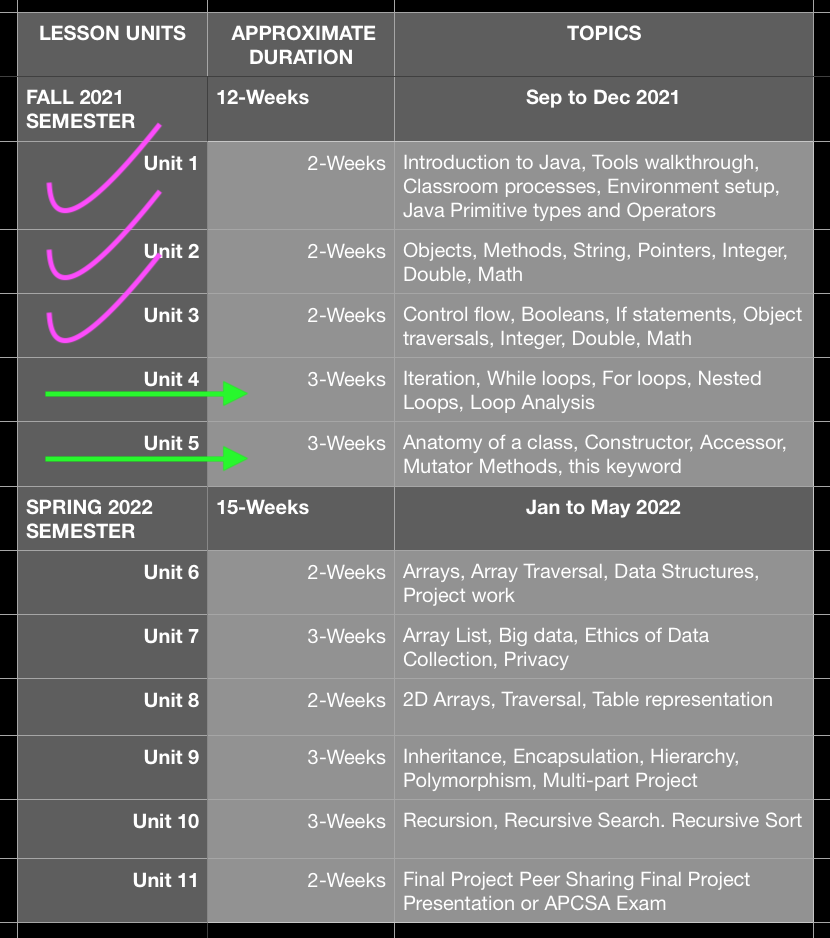 LESSON UNITS
APPROXIMATE
DURATION
TOPICS
FALL 2021
SEMESTER
12-Weeks
Sep to Dec 2021
Unit 1
2-Weeks
Introduction to Java, Tools walkthrough,
Classroom processes, Environment setup,
Java Primitive types and Operators
Unit 2
2-Weeks
Objects, Methods, String, Pointers, Integer,
Double, Math
Unit 3
2-Weeks
Control flow, Booleans, If statements, Object
traversals, Integer, Double, Math
Unit 4
3-Weeks
Iteration, While loops, For loops, Nested
Loops, Loop Analysis
Unit 5
3-Weeks
Anatomy of a class, Constructor, Accessor,
Mutator Methods, this keyword
SPRING 2022
SEMESTER
15-Weeks
Jan to May 2022
Unit 6
2-Weeks
Arrays, Array Traversal, Data Structures,
Project work
Unit 7
3-Weeks
Array List, Big data, Ethics of Data
Collection, Privacy
Unit 8
2-Weeks
2D Arrays, Traversal, Table representation
Unit 9
3-Weeks
Inheritance, Encapsulation, Hierarchy,
Polymorphism, Multi-part Project
Unit 10
3-Weeks
Recursion, Recursive Search. Recursive Sort
Unit 11
2-Weeks
Final Project Peer Sharing Final Project
Presentation or APCSA Exam